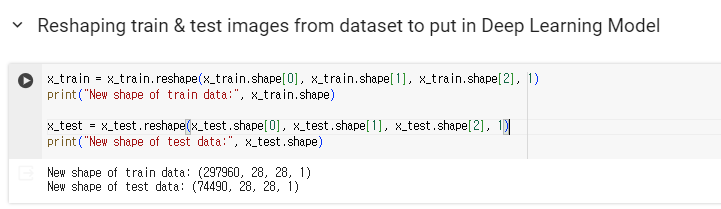 Reshaping train & test images from dataset to put in Deep Learning Model
x_train = x_train.reshape(x_train.shape[0], x_train.shape[1], x_train.shape[2], 1)
print("New shape of train data:", x_train.shape)
x_test = x_test.reshape(x_test.shape[0], x_test.shape[1], x_test.shape[2], 1)
print("New shape of test data:", x_test.shape)
New shape of train data: (297960, 28, 28, 1)
New shape of test data: (74490, 28, 28, 1)